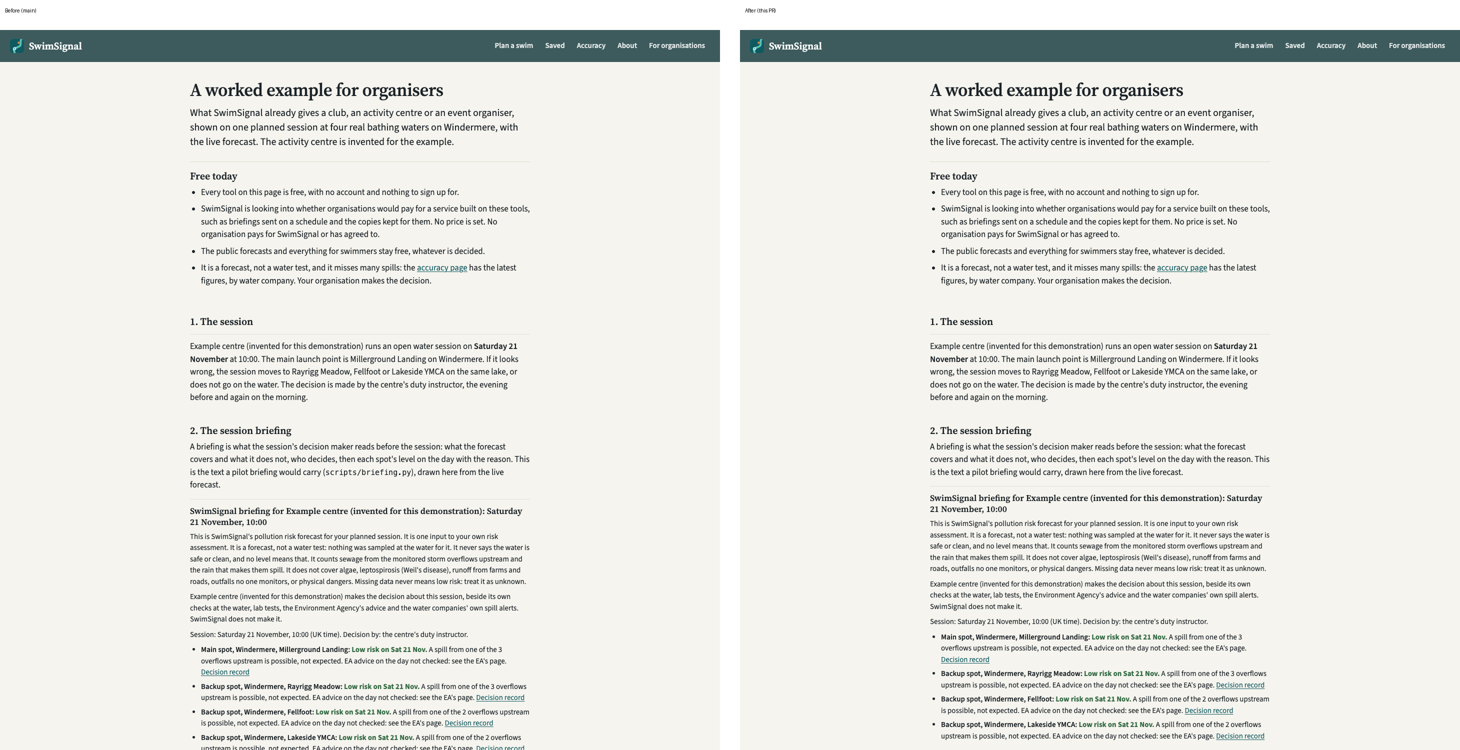 Before (main)
SwimSignal
Plan a swim Saved Accuracy About For organisations
A worked example for organisers
What SwimSignal already gives a club, an activity centre or an event organiser,
shown on one planned session at four real bathing waters on Windermere, with
the live forecast. The activity centre is invented for the example.
Free today
• Every tool on this page is free, with no account and nothing to sign up for.
• SwimSignal is looking into whether organisations would pay for a service built on these tools,
such as briefings sent on a schedule and the copies kept for them. No price is set. No
organisation pays for SwimSignal or has agreed to.
• The public forecasts and everything for swimmers stay free, whatever is decided.
• It is a forecast, not a water test, and it misses many spills: the accuracy page has the latest
figures, by water company. Your organisation makes the decision.
1. The session
Example centre (invented for this demonstration) runs an open water session on Saturday 21
November at 10:00. The main launch point is Millerground Landing on Windermere. If it looks
wrong, the session moves to Rayrigg Meadow, Fellfoot or Lakeside YMCA on the same lake, or
does not go on the water. The decision is made by the centre's duty instructor, the evening
before and again on the morning.
2. The session briefing
A briefing is what the session's decision maker reads before the session: what the forecast
covers and what it does not, who decides, then each spot's level on the day with the reason. This
is the text a pilot briefing would carry (scripts/briefing.py), drawn here from the live
forecast.
SwimSignal briefing for Example centre (invented for this demonstration): Saturday
21 November, 10:00
This is SwimSignal's pollution risk forecast for your planned session. It is one input to your own risk
assessment. It is a forecast, not a water test: nothing was sampled at the water for it. It never says the water is
safe or clean, and no level means that. It counts sewage from the monitored storm overflows upstream and
the rain that makes them spill. It does not cover algae, leptospirosis (Weil's disease), runoff from farms and
roads, outfalls no one monitors, or physical dangers. Missing data never means low risk: treat it as unknown.
Example centre (invented for this demonstration) makes the decision about this session, beside its own
checks at the water, lab tests, the Environment Agency's advice and the water companies' own spill alerts.
SwimSignal does not make it.
Session: Saturday 21 November, 10:00 (UK time). Decision by: the centre's duty instructor.
• Main spot, Windermere, Millerground Landing: Low risk on Sat 21 Nov. A spill from one of the 3
overflows upstream is possible, not expected. EA advice on the day not checked: see the EA's page.
Decision record
• Backup spot, Windermere, Rayrigg Meadow: Low risk on Sat 21 Nov. A spill from one of the 3 overflows
upstream is possible, not expected. EA advice on the day not checked: see the EA's page. Decision record
• Backup spot, Windermere, Fellfoot: Low risk on Sat 21 Nov. A spill from one of the 2 overflows upstream
is possible, not expected. EA advice on the day not checked: see the EA's page. Decision record
• Backup spot, Windermere, Lakeside YMCA: Low risk on Sat 21 Nov. A spill from one of the 2 overflows
upstream is possible, not expected. EA advice on the day not checked: see the EA's page. Decision record
After (this PR)
SwimSignal
Plan a swim Saved Accuracy About For organisations
A worked example for organisers
What SwimSignal already gives a club, an activity centre or an event organiser,
shown on one planned session at four real bathing waters on Windermere, with
the live forecast. The activity centre is invented for the example.
Free today
• Every tool on this page is free, with no account and nothing to sign up for.
• SwimSignal is looking into whether organisations would pay for a service built on these tools,
such as briefings sent on a schedule and the copies kept for them. No price is set. No
organisation pays for SwimSignal or has agreed to.
• The public forecasts and everything for swimmers stay free, whatever is decided.
• It is a forecast, not a water test, and it misses many spills: the accuracy page has the latest
figures, by water company. Your organisation makes the decision.
1. The session
Example centre (invented for this demonstration) runs an open water session on Saturday 21
November at 10:00. The main launch point is Millerground Landing on Windermere. If it looks
wrong, the session moves to Rayrigg Meadow, Fellfoot or Lakeside YMCA on the same lake, or
does not go on the water. The decision is made by the centre's duty instructor, the evening
before and again on the morning.
2. The session briefing
A briefing is what the session's decision maker reads before the session: what the forecast
covers and what it does not, who decides, then each spot's level on the day with the reason. This
is the text a pilot briefing would carry, drawn here from the live forecast.
SwimSignal briefing for Example centre (invented for this demonstration): Saturday
21 November, 10:00
This is SwimSignal's pollution risk forecast for your planned session. It is one input to your own risk
assessment. It is a forecast, not a water test: nothing was sampled at the water for it. It never says the water is
safe or clean, and no level means that. It counts sewage from the monitored storm overflows upstream and
the rain that makes them spill. It does not cover algae, leptospirosis (Weil's disease), runoff from farms and
roads, outfalls no one monitors, or physical dangers. Missing data never means low risk: treat it as unknown.
Example centre (invented for this demonstration) makes the decision about this session, beside its own
checks at the water, lab tests, the Environment Agency's advice and the water companies' own spill alerts.
SwimSignal does not make it.
Session: Saturday 21 November, 10:00 (UK time). Decision by: the centre's duty instructor.
• Main spot, Windermere, Millerground Landing: Low risk on Sat 21 Nov. A spill from one of the 3
overflows upstream is possible, not expected. EA advice on the day not checked: see the EA's page.
Decision record
• Backup spot, Windermere, Rayrigg Meadow: Low risk on Sat 21 Nov. A spill from one of the 3 overflows
upstream is possible, not expected. EA advice on the day not checked: see the EA's page. Decision record
• Backup spot, Windermere, Fellfoot: Low risk on Sat 21 Nov. A spill from one of the 2 overflows upstream
is possible, not expected. EA advice on the day not checked: see the EA's page. Decision record
• Backup spot, Windermere, Lakeside YMCA: Low risk on Sat 21 Nov. A spill from one of the 2 overflows
upstream is possible, not expected. EA advice on the day not checked: see the EA's page. Decision record